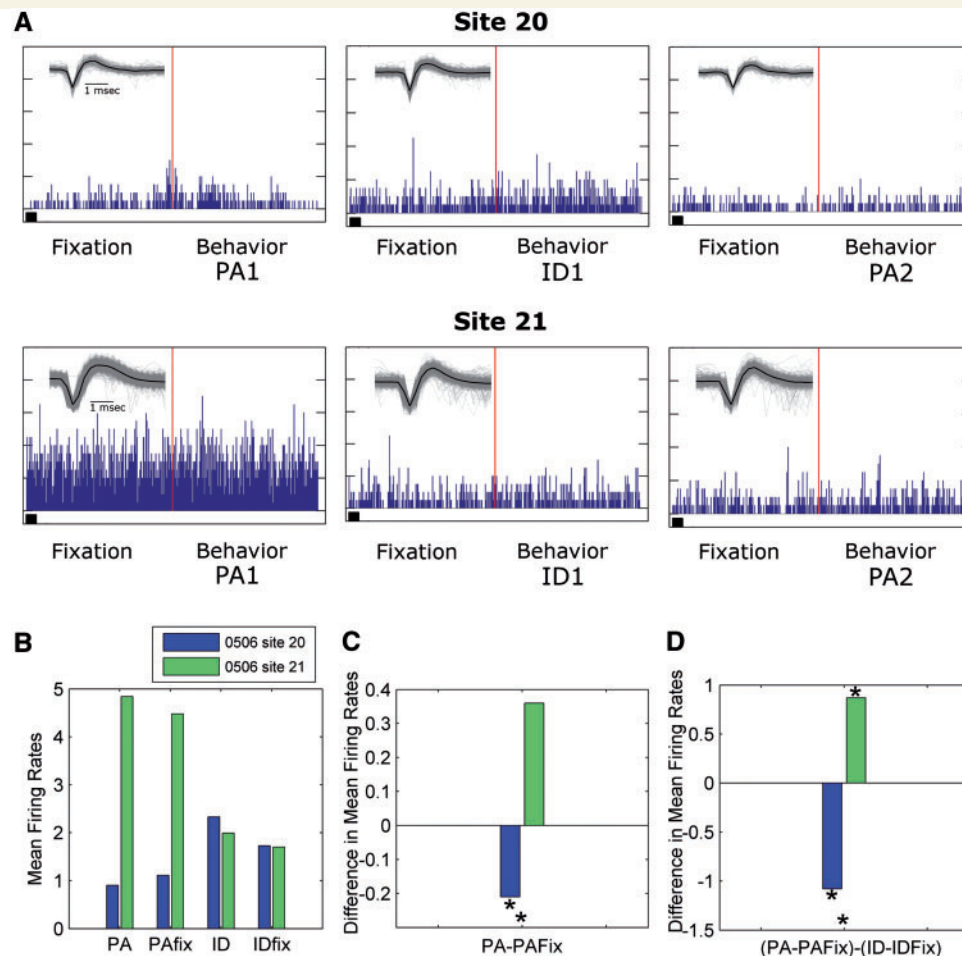 A
Site 20
1 msec
Fixation Behavior Fixation Behavior Fixation Behavior
PA1 ID1 PA2
Site 21
1 msec
Fixation Behavior Fixation Behavior Fixation Behavior
PA1 ID1 PA2
B
0506 site 20
0506 site 21
Mean Firing Rates
5
4
3
2
1
0
PA PAfix ID IDfix
C
Difference in Mean Firing Rates
0.4
0.3
0.2
0.1
0
-0.1
-0.2
* *
PA-PAFix
D
Difference in Mean Firing Rates
1
0.5
0
-0.5
-1
-1.5
*
* *
(PA-PAFix)-(ID-IDFix)